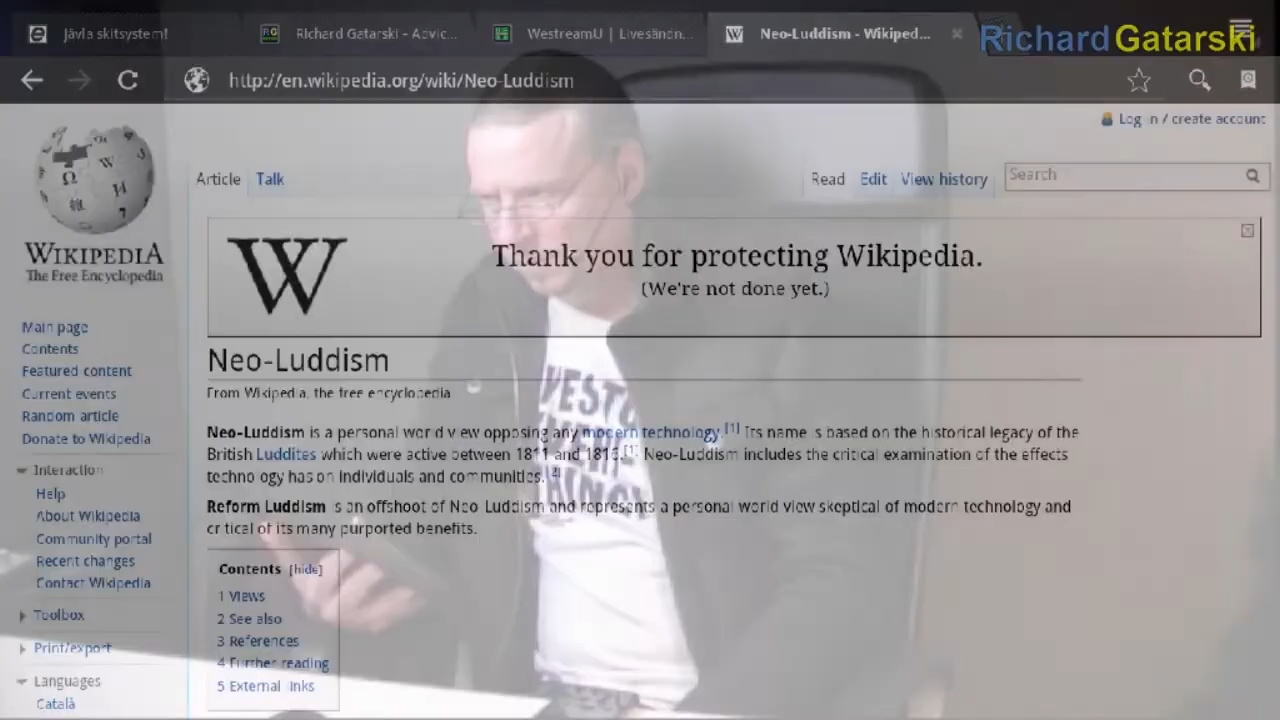 Jävla skitsystem!
Richard Gatarski - Advic...
WestreamU | Livesändn...
Neo-Luddism - Wikiped...
Richard Gatarski
http://en.wikipedia.org/wiki/Neo-Luddism
Log in / create account
Article Talk Read Edit View history Search
WIKIPEDIA
The Free Encyclopedia
Thank you for protecting Wikipedia.
(We're not done yet.)
Main page
Contents
Featured content
Current events
Random article
Donate to Wikipedia
Interaction
Help
About Wikipedia
Community portal
Recent changes
Contact Wikipedia
Toolbox
Print/export
Languages
Català
Neo-Luddism
From Wikipedia, the free encyclopedia
Neo-Luddism is a personal world view opposing any modern technology.[1] Its name is based on the historical legacy of the
British Luddites which were active between 1811 and 1816.[1] Neo-Luddism includes the critical examination of the effects
technology has on individuals and communities.[2]
Reform Luddism is an offshoot of Neo-Luddism and represents a personal world view skeptical of modern technology and
critical of its many purported benefits.
Contents [hide]
1 Views
2 See also
3 References
4 Further reading
5 External links